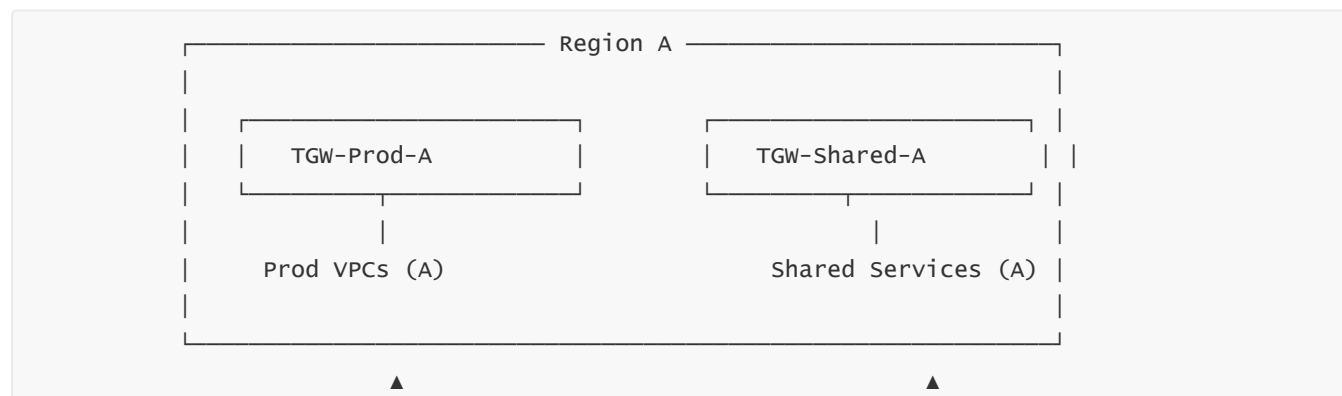 Region A
TGW-Prod-A TGW-Shared-A
Prod VPCs (A) Shared Services (A)